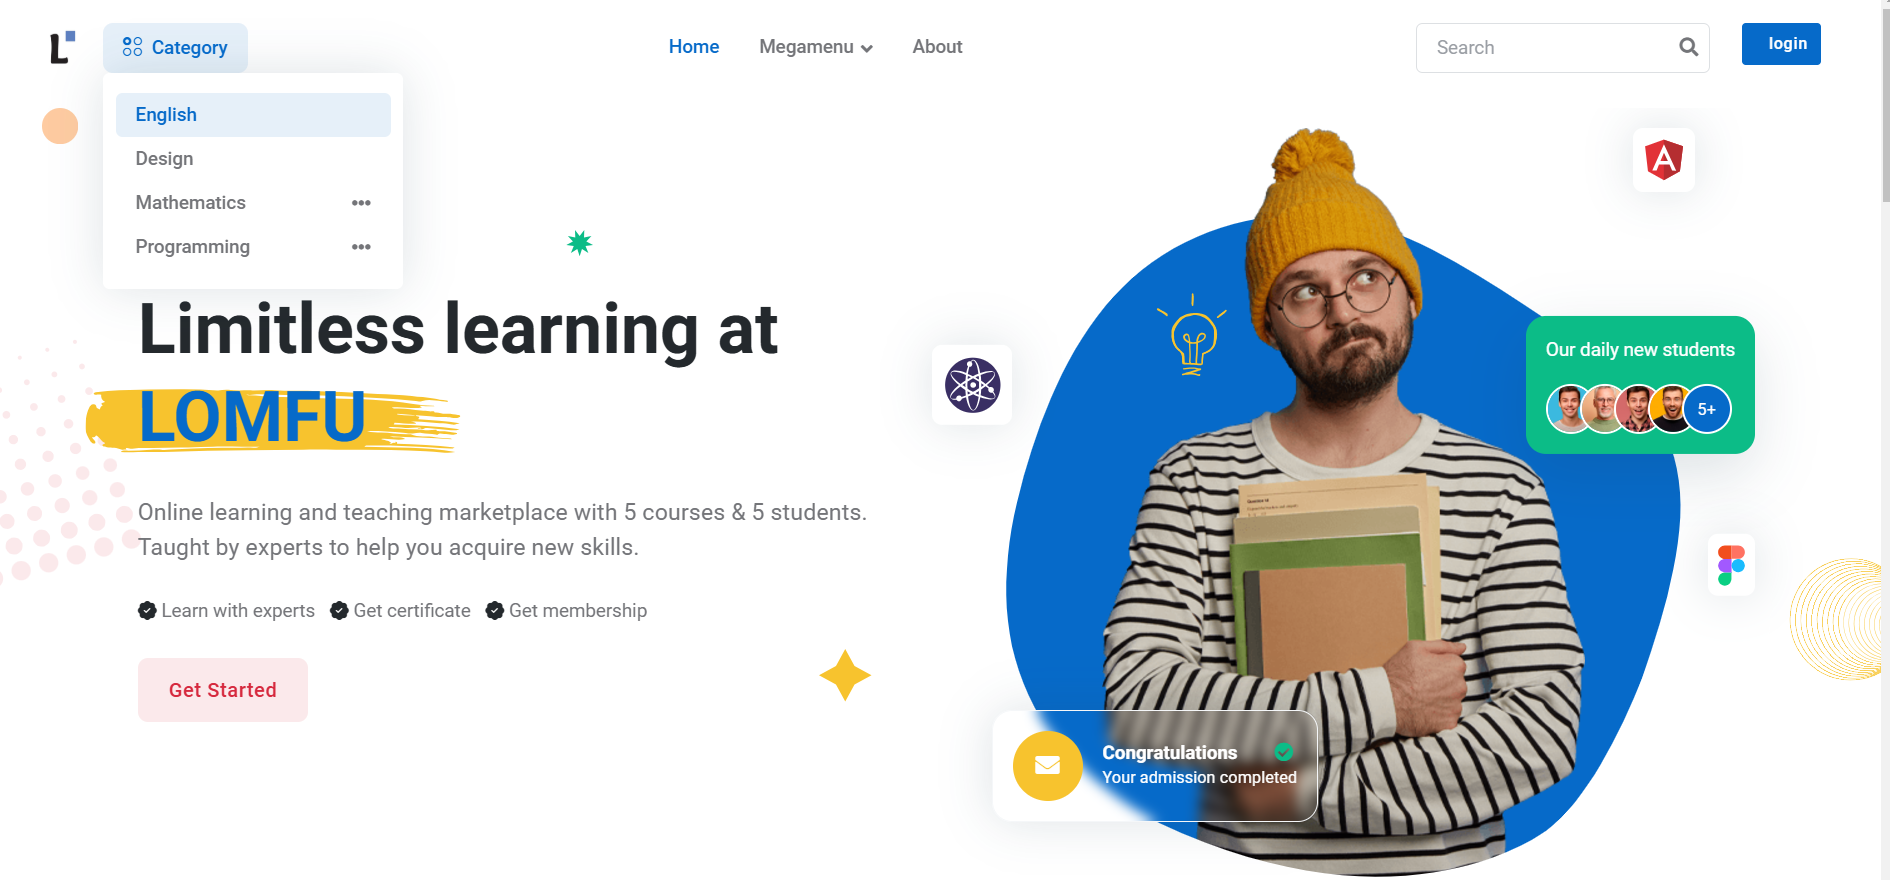 L
Category
Home
Megamenu
About
Search
login
English
Design
Mathematics
Programming
Limitless learning at
LOMFU
Online learning and teaching marketplace with 5 courses & 5 students.
Taught by experts to help you acquire new skills.
Learn with experts
Get certificate
Get membership
Get Started
Our daily new students
5+
Congratulations
Your admission completed